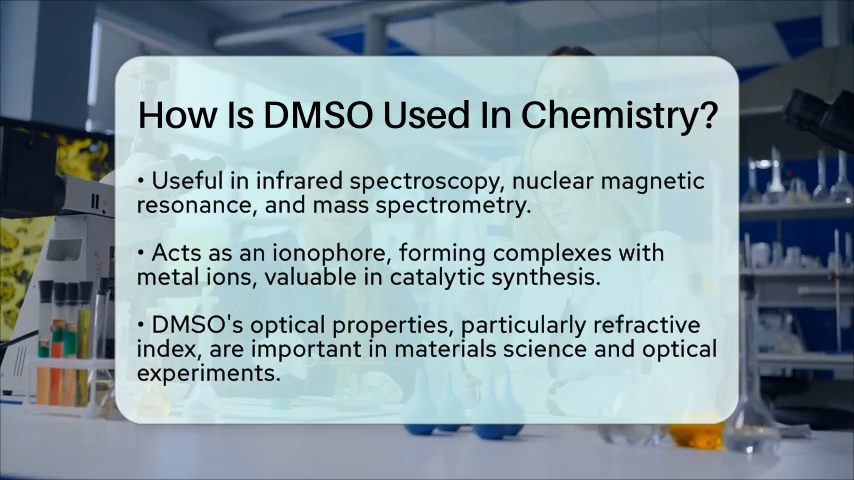 How Is DMSO Used In Chemistry?
• Useful in infrared spectroscopy, nuclear magnetic
resonance, and mass spectrometry.
• Acts as an ionophore, forming complexes with
metal ions, valuable in catalytic synthesis.
• DMSO's optical properties, particularly refractive
index, are important in materials science and optical
experiments.